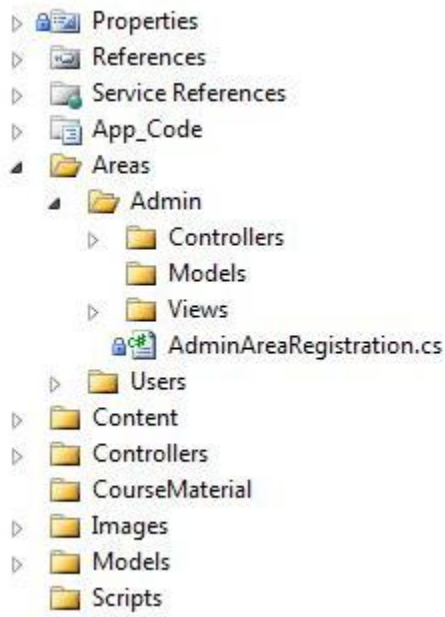 Properties
References
Service References
App_Code
Areas
Admin
Controllers
Models
Views
AdminAreaRegistration.cs
Users
Content
Controllers
CourseMaterial
Images
Models
Scripts